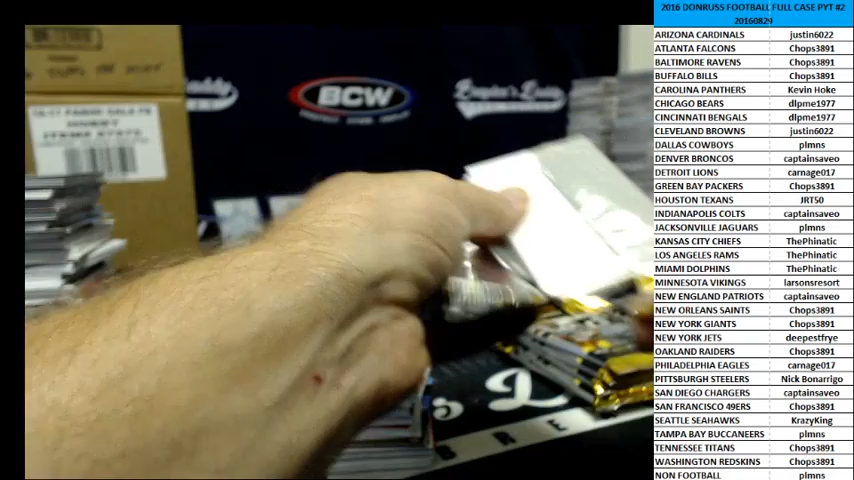 2016 DONRUSS FOOTBALL FULL CASE PYT #2
20160829
ARIZONA CARDINALS justin6022
ATLANTA FALCONS Chops3891
BALTIMORE RAVENS Chops3891
BUFFALO BILLS Chops3891
CAROLINA PANTHERS Kevin Hoke
CHICAGO BEARS dlpme1977
CINCINNATI BENGALS dlpme1977
CLEVELAND BROWNS justin6022
DALLAS COWBOYS plmns
DENVER BRONCOS captainsaveo
DETROIT LIONS carnage017
GREEN BAY PACKERS Chops3891
HOUSTON TEXANS JRT50
INDIANAPOLIS COLTS captainsaveo
JACKSONVILLE JAGUARS plmns
KANSAS CITY CHIEFS ThePhinatic
LOS ANGELES RAMS ThePhinatic
MIAMI DOLPHINS ThePhinatic
MINNESOTA VIKINGS larsonsresort
NEW ENGLAND PATRIOTS captainsaveo
NEW ORLEANS SAINTS Chops3891
NEW YORK GIANTS Chops3891
NEW YORK JETS deepestfrye
OAKLAND RAIDERS Chops3891
PHILADELPHIA EAGLES carnage017
PITTSBURGH STEELERS Nick Bonarrigo
SAN DIEGO CHARGERS captainsaveo
SAN FRANCISCO 49ERS Chops3891
SEATTLE SEAHAWKS KrazyKing
TAMPA BAY BUCCANEERS plmns
TENNESSEE TITANS Chops3891
WASHINGTON REDSKINS Chops3891
NON FOOTBALL plmns
BCW